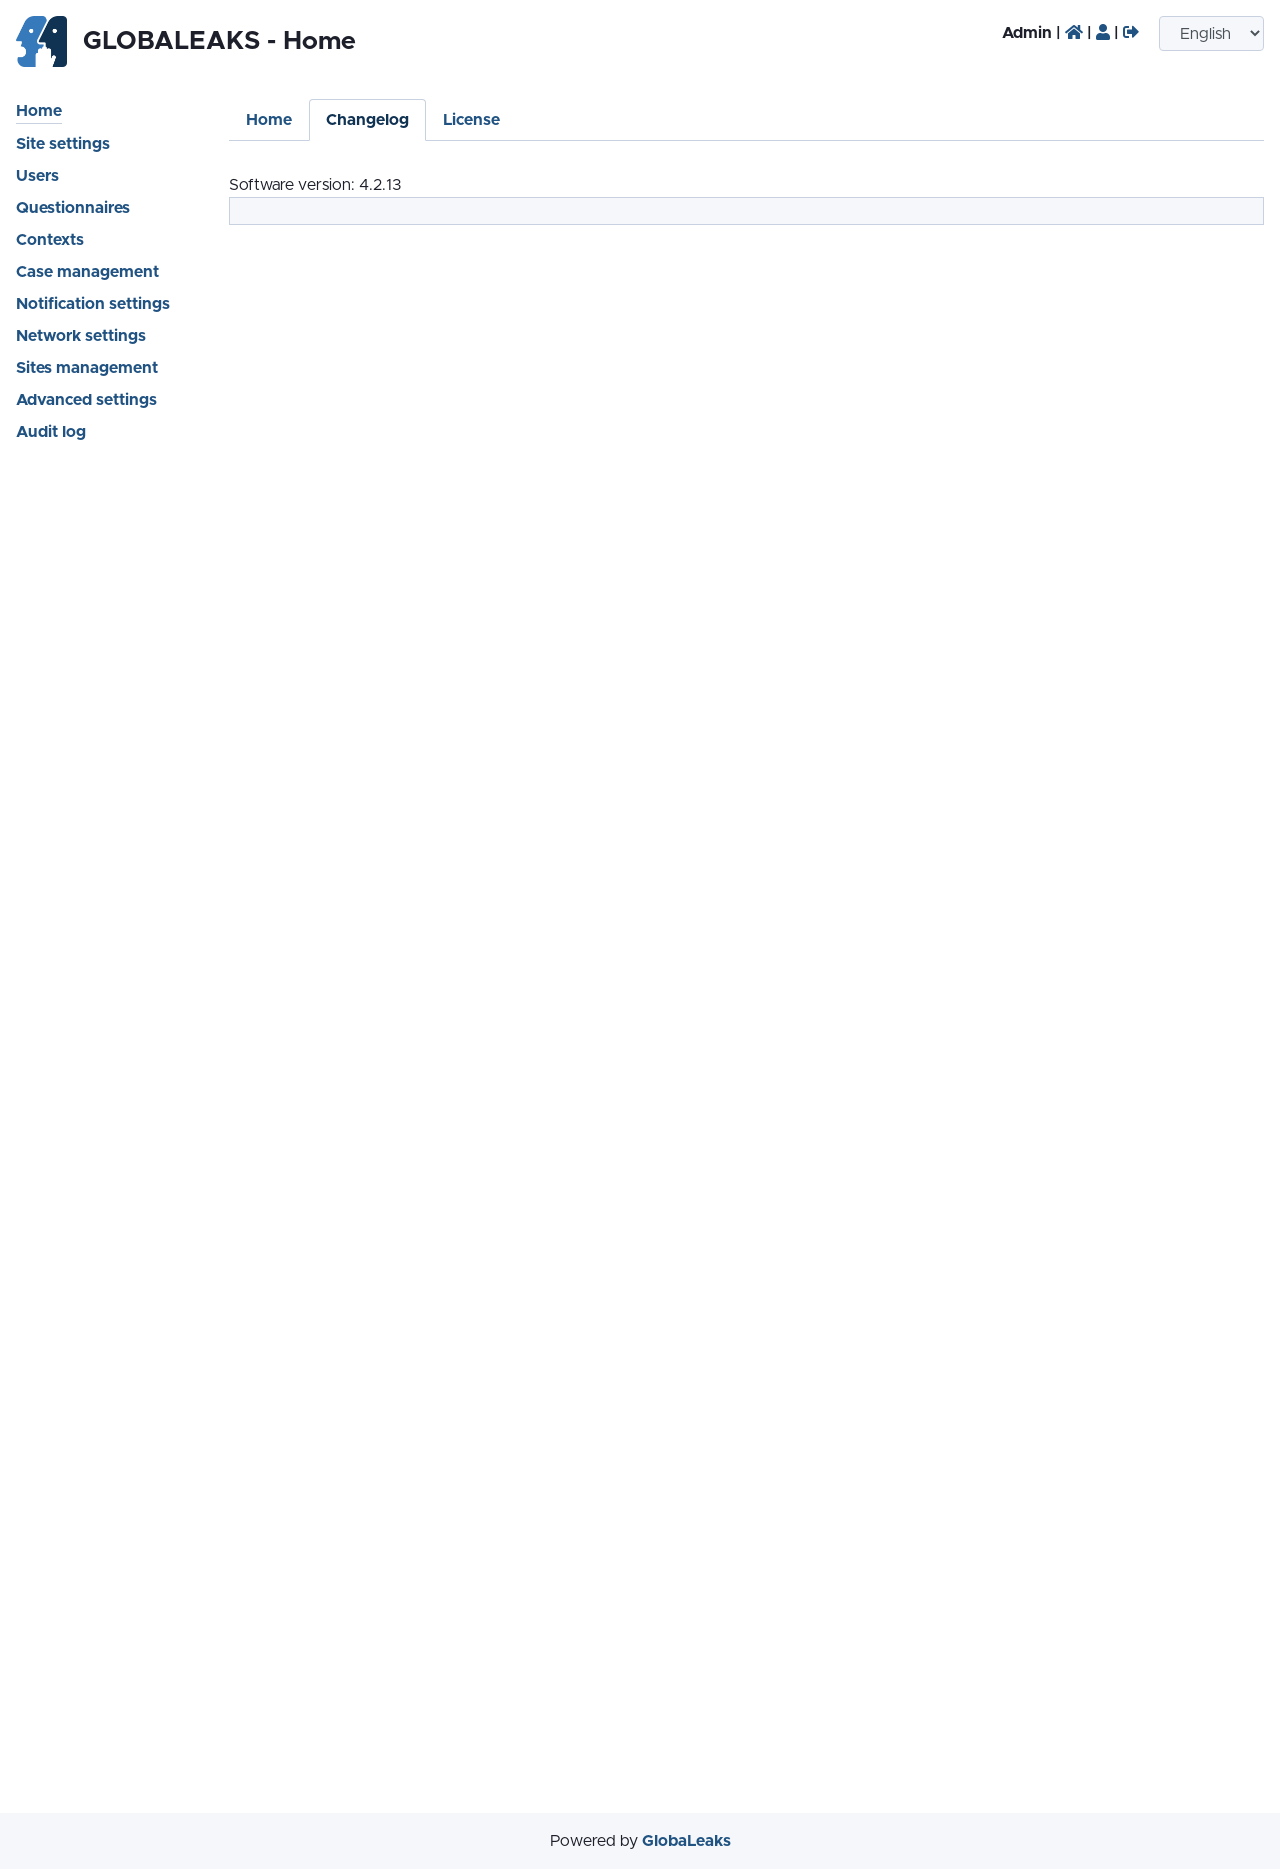 GLOBALEAKS - Home
Admin | | |
English
Home
Site settings
Users
Questionnaires
Contexts
Case management
Notification settings
Network settings
Sites management
Advanced settings
Audit log
Home Changelog License
Software version: 4.2.13
Powered by GlobaLeaks